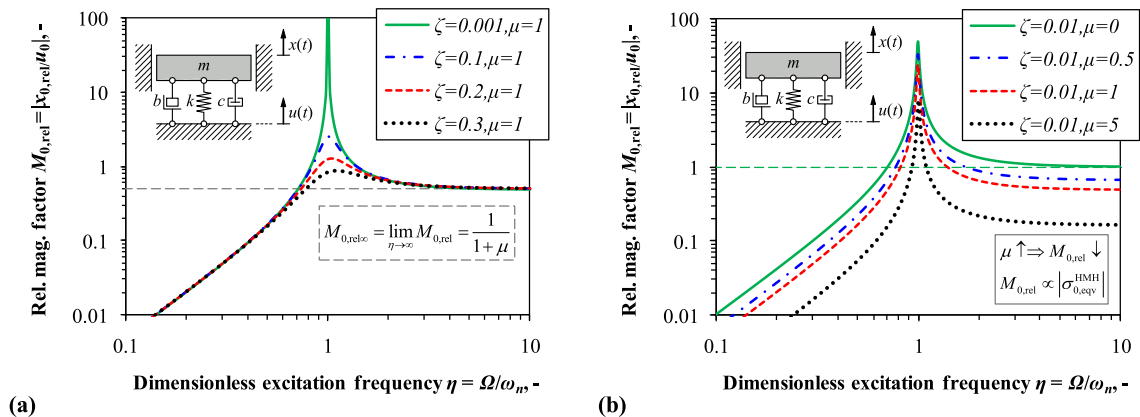 Rel. mag. factor M0,rel=|x0,rel/u0|,-
100
10
1
0.1
0.01
m
x(t)
b
k
c
u(t)
ζ=0.001,μ=1
ζ=0.1,μ=1
ζ=0.2,μ=1
ζ=0.3,μ=1
M0,rel∞ = lim η→∞ M0,rel = 1/(1+μ)
0.1
1
10
Dimensionless excitation frequency η = Ω/ωn, -
(a)
Rel. mag. factor M0,rel=|x0,rel/u0|,-
100
10
1
0.1
0.01
m
x(t)
b
k
c
u(t)
ζ=0.01,μ=0
ζ=0.01,μ=0.5
ζ=0.01,μ=1
ζ=0.01,μ=5
μ ↑⇒ M0,rel ↓
M0,rel ∝ |σ0,eqv HMH|
0.1
1
10
Dimensionless excitation frequency η = Ω/ωn, -
(b)